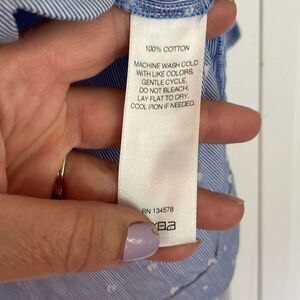 100% COTTON
MACHINE WASH COLD
WITH LIKE COLORS,
GENTLE CYCLE.
DO NOT BLEACH.
LAY FLAT TO DRY.
COOL IRON IF NEEDED.
RN 134578